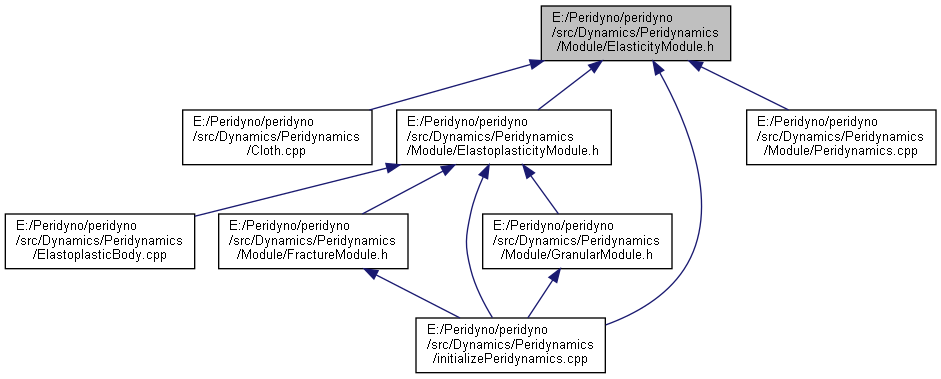 E:/Peridyno/peridyno
/src/Dynamics/Peridynamics
/Module/ElasticityModule.h
E:/Peridyno/peridyno
/src/Dynamics/Peridynamics
/Cloth.cpp
E:/Peridyno/peridyno
/src/Dynamics/Peridynamics
/Module/ElastoplasticityModule.h
E:/Peridyno/peridyno
/src/Dynamics/Peridynamics
/Module/Peridynamics.cpp
E:/Peridyno/peridyno
/src/Dynamics/Peridynamics
/ElastoplasticBody.cpp
E:/Peridyno/peridyno
/src/Dynamics/Peridynamics
/Module/FractureModule.h
E:/Peridyno/peridyno
/src/Dynamics/Peridynamics
/Module/GranularModule.h
E:/Peridyno/peridyno
/src/Dynamics/Peridynamics
/initializePeridynamics.cpp